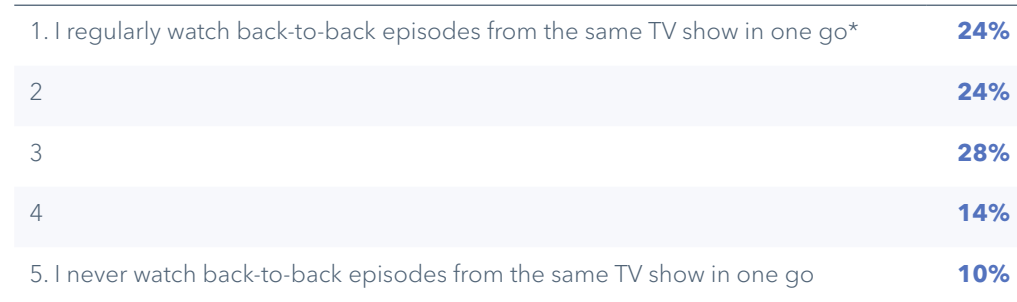 1. I regularly watch back-to-back episodes from the same TV show in one go* 24%
2 24%
3 28%
4 14%
5. I never watch back-to-back episodes from the same TV show in one go 10%